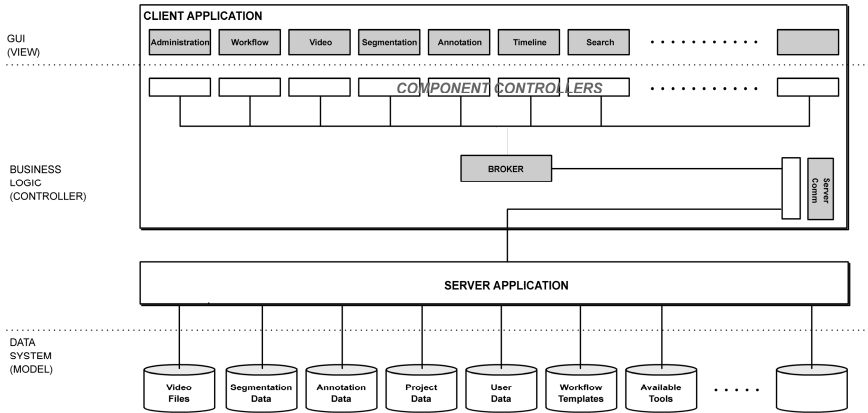 CLIENT APPLICATION
GUI
(VIEW)
Administration
Workflow
Video
Segmentation
Annotation
Timeline
Search
COMPONENT CONTROLLERS
BUSINESS
LOGIC
(CONTROLLER)
BROKER
Server
Comm
SERVER APPLICATION
DATA
SYSTEM
(MODEL)
Video
Files
Segmentation
Data
Annotation
Data
Project
Data
User
Data
Workflow
Templates
Available
Tools